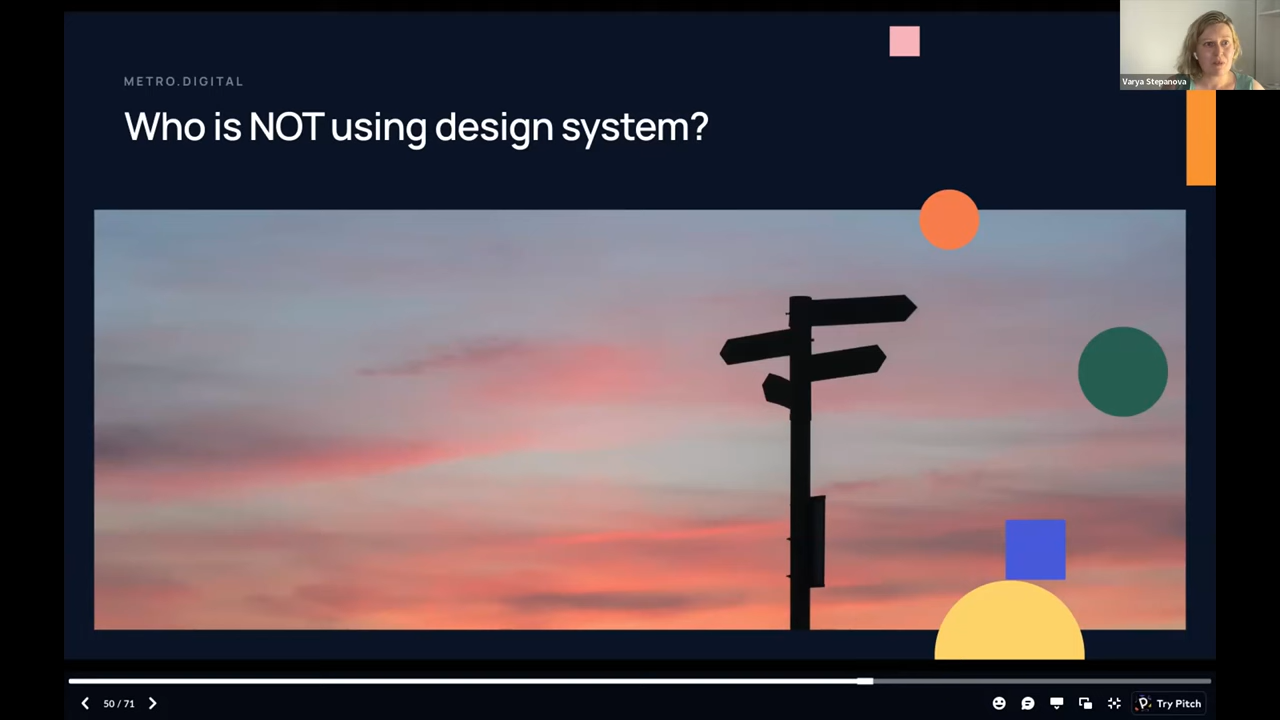 METRO.DIGITAL
Who is NOT using design system?
Varya Stepanova
50 / 71
Try Pitch